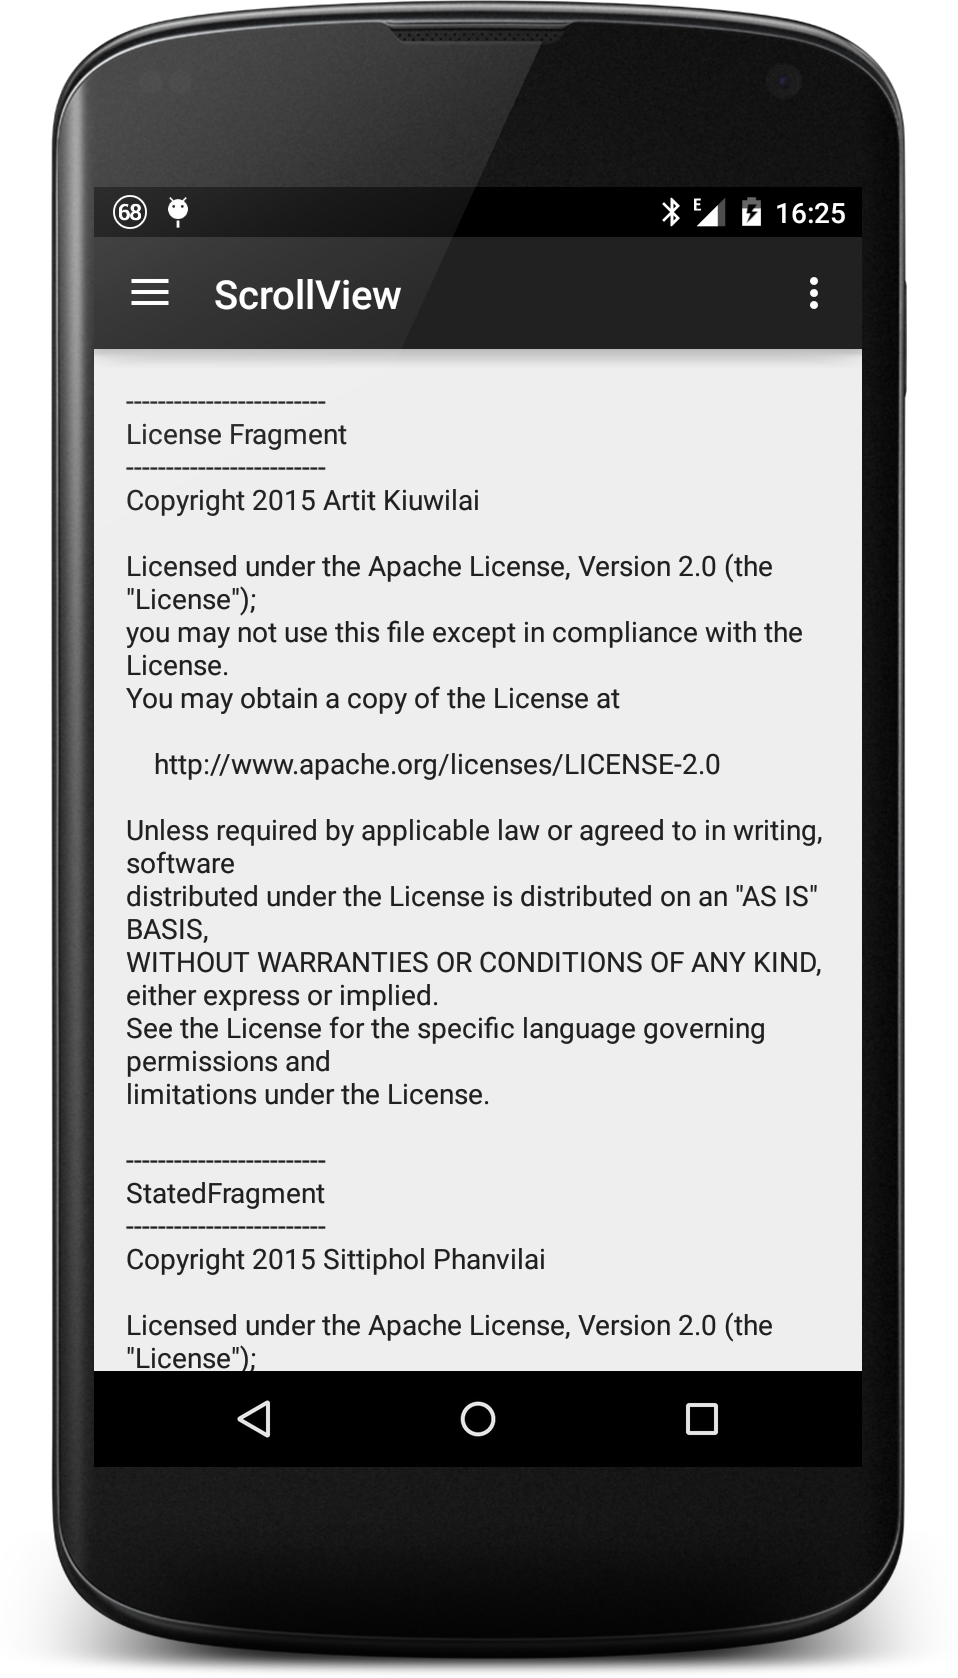 68
E
16:25
ScrollView
-------------------------
License Fragment
-------------------------
Copyright 2015 Artit Kiuwilai
Licensed under the Apache License, Version 2.0 (the
"License");
you may not use this file except in compliance with the
License.
You may obtain a copy of the License at
http://www.apache.org/licenses/LICENSE-2.0
Unless required by applicable law or agreed to in writing,
software
distributed under the License is distributed on an "AS IS"
BASIS,
WITHOUT WARRANTIES OR CONDITIONS OF ANY KIND,
either express or implied.
See the License for the specific language governing
permissions and
limitations under the License.
-------------------------
StatedFragment
-------------------------
Copyright 2015 Sittiphol Phanvilai
Licensed under the Apache License, Version 2.0 (the
"License");